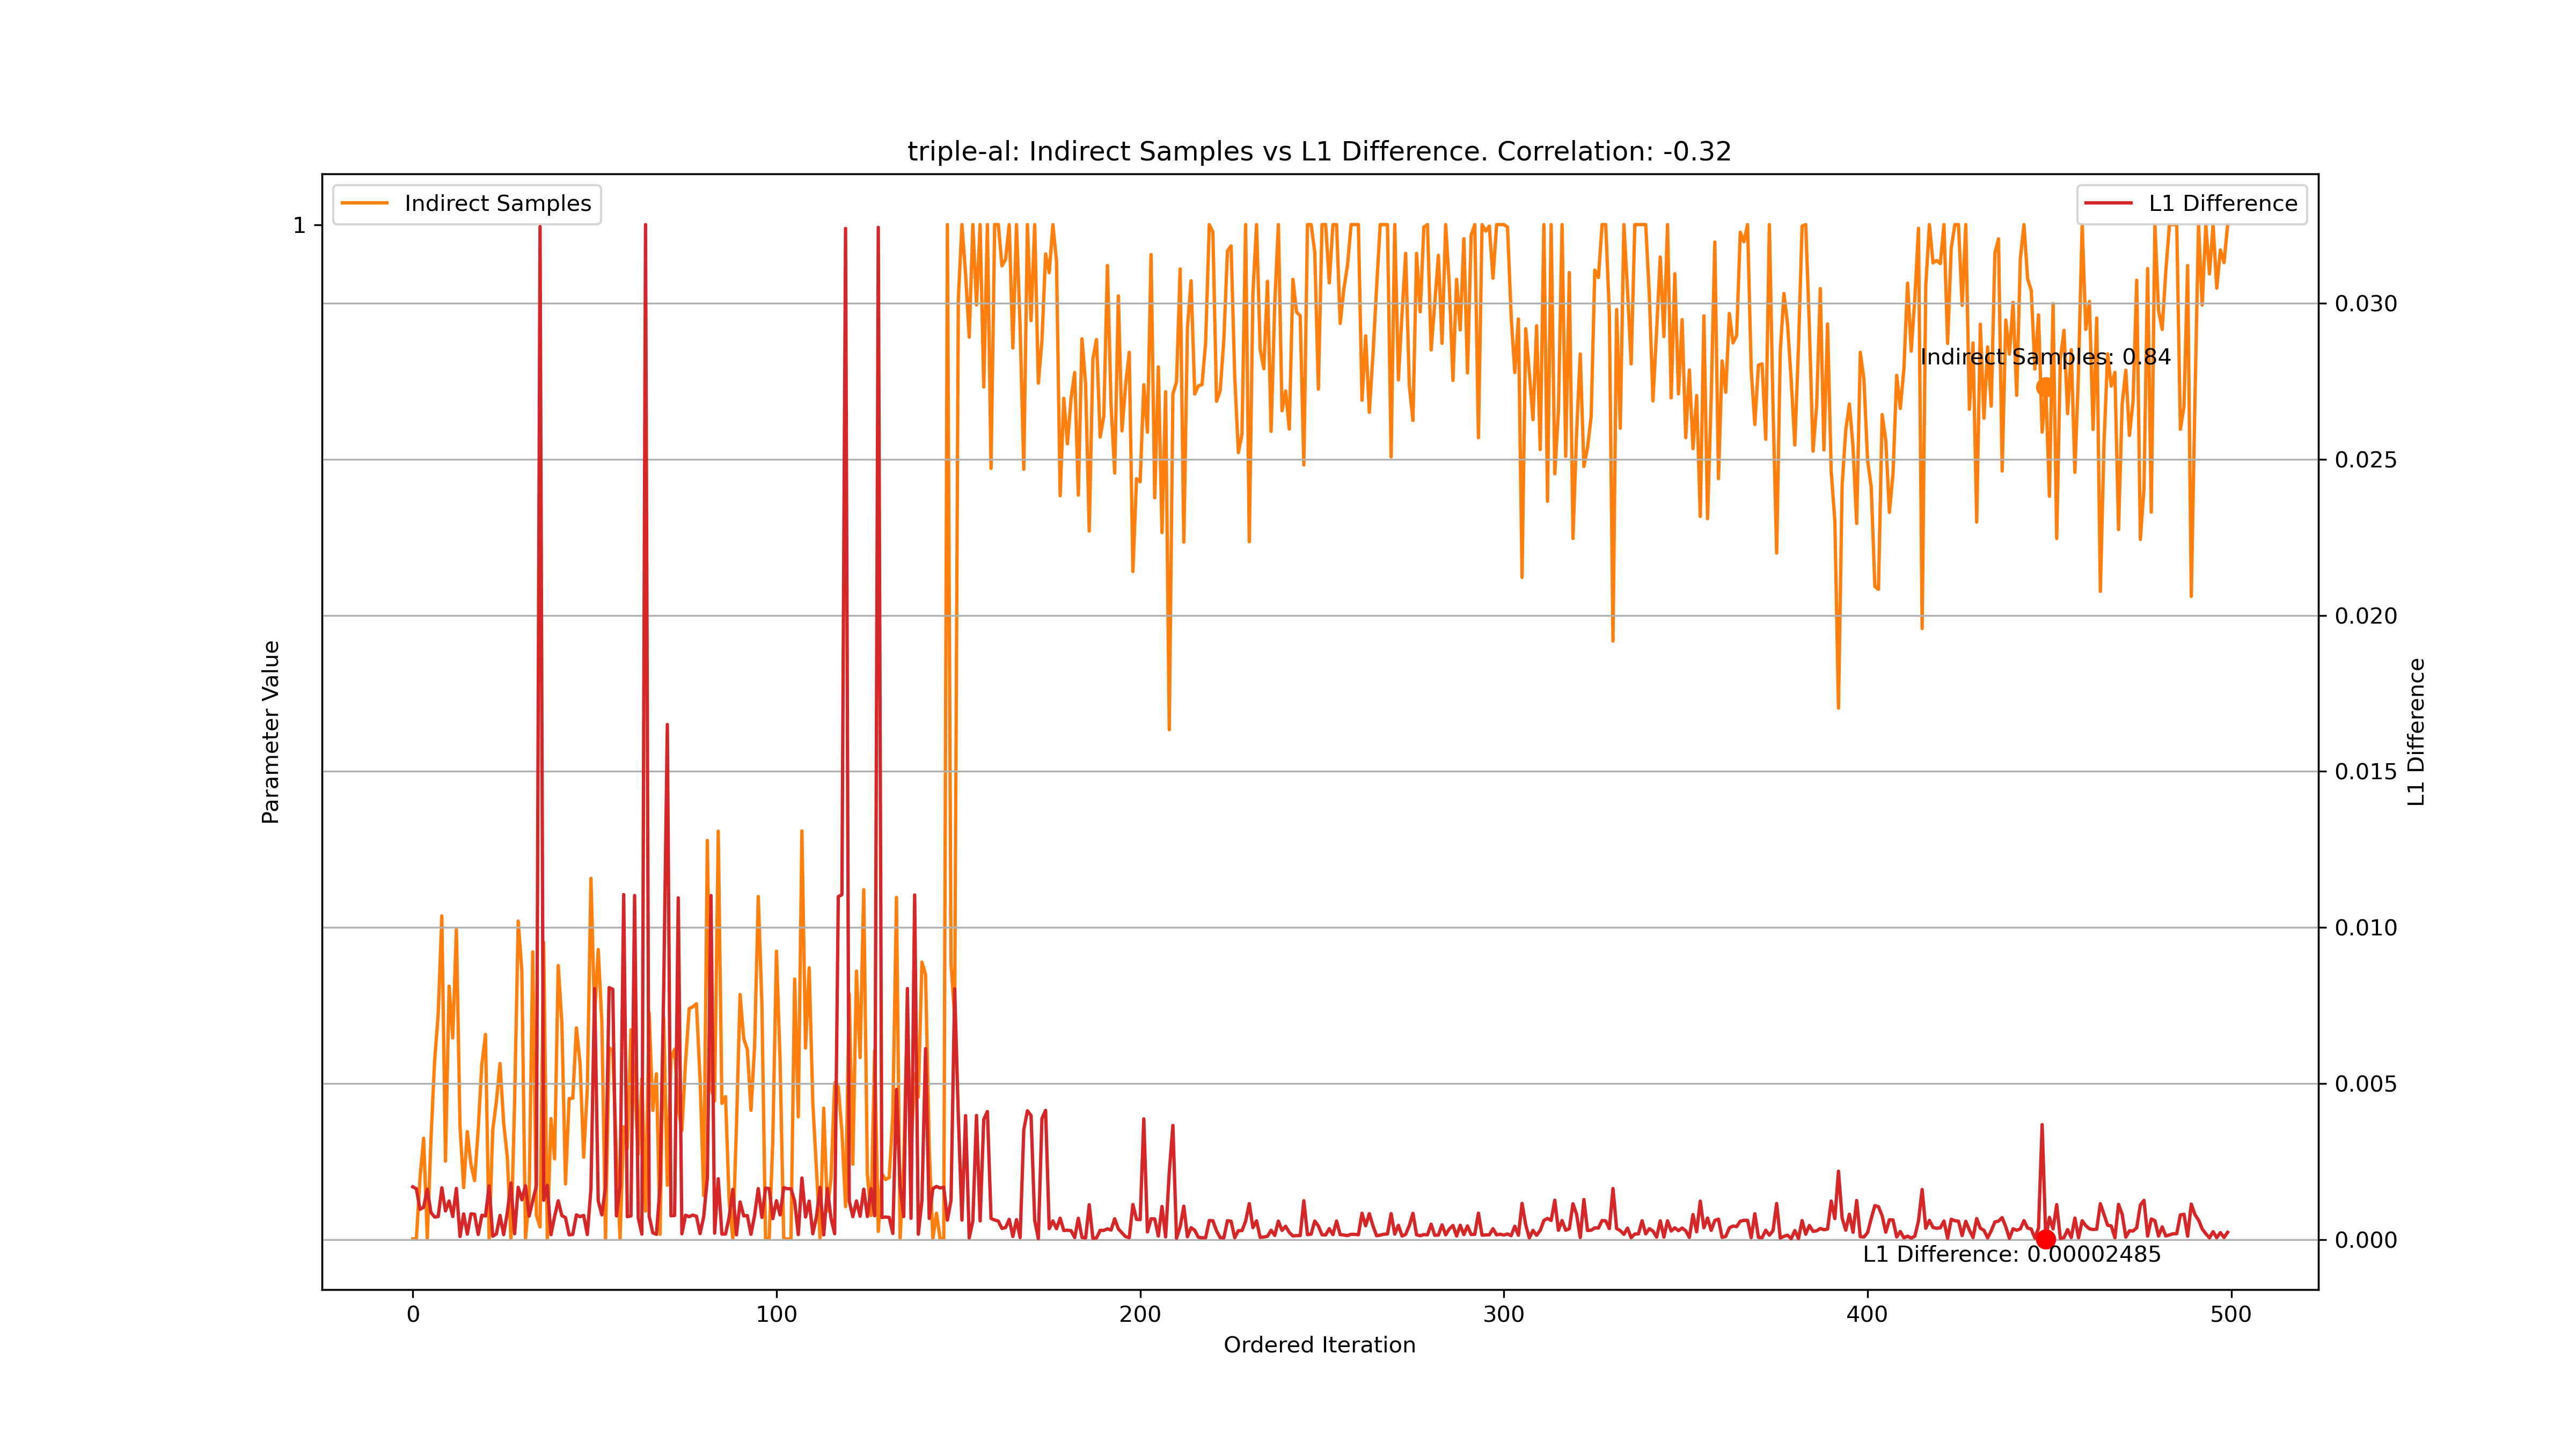 triple-al: Indirect Samples vs L1 Difference. Correlation: -0.32
Indirect Samples
L1 Difference
1
0.030
Indirect Samples: 0.84
0.025
0.020
Parameter Value
L1 Difference
0.015
0.010
0.005
0.000
L1 Difference: 0.00002485
0 100 200 300 400 500
Ordered Iteration